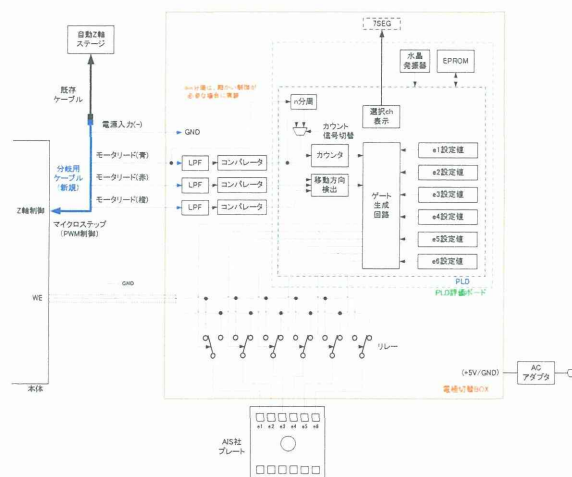 7SEG
自動Z軸
ステージ
水晶
発振器
EPROM
既存
ケーブル
n分周
選択ch
表示
電源入力(-)
GND
カウント
信号切替
分岐用
ケーブル
(新規)
モータリード(青)
LPF
コンパレータ
カウンタ
e1設定値
モータリード(赤)
LPF
コンパレータ
移動方向
検出
ゲート
生成
回路
e2設定値
モータリード(橙)
LPF
コンパレータ
e3設定値
Z軸制御
マイクロステップ
(PWM制御)
e4設定値
e5設定値
e6設定値
PLD
PLD評価ボード
GND
WE
リレー
本体
(+5V/GND)
AC
アダプタ
電極切替BOX
AIS社
プレート
e1 e2 e3 e4 e5 e6